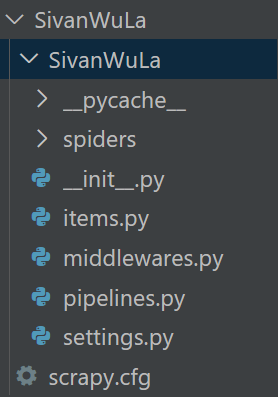 SivanWuLa
SivanWuLa
__pycache__
spiders
__init__.py
items.py
middlewares.py
pipelines.py
settings.py
scrapy.cfg